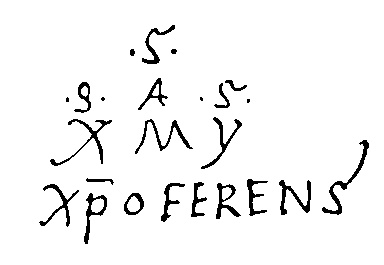 .S.
.S. A .S.
X M Y
Xp̄o FERENS